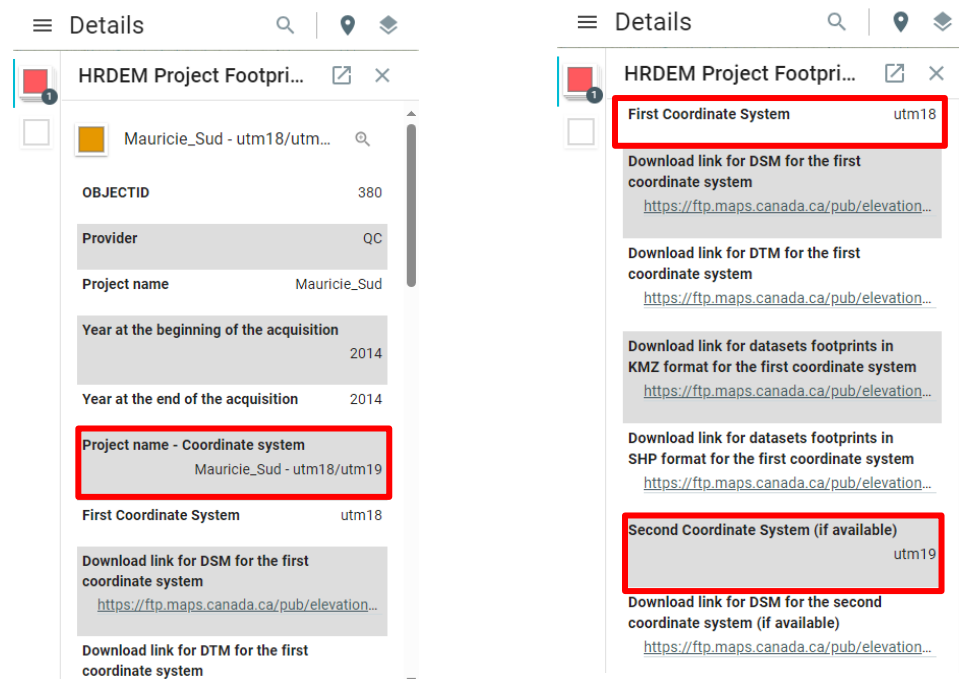 Details
HRDEM Project Footpri...
1
Mauricie_Sud - utm18/utm...
OBJECTID 380
Provider QC
Project name Mauricie_Sud
Year at the beginning of the acquisition
2014
Year at the end of the acquisition 2014
Project name - Coordinate system
Mauricie_Sud - utm18/utm19
First Coordinate System utm18
Download link for DSM for the first
coordinate system
https://ftp.maps.canada.ca/pub/elevation...
Download link for DTM for the first
coordinate system
Details
HRDEM Project Footpri...
1
First Coordinate System utm18
Download link for DSM for the first
coordinate system
https://ftp.maps.canada.ca/pub/elevation...
Download link for DTM for the first
coordinate system
https://ftp.maps.canada.ca/pub/elevation...
Download link for datasets footprints in
KMZ format for the first coordinate system
https://ftp.maps.canada.ca/pub/elevation...
Download link for datasets footprints in
SHP format for the first coordinate system
https://ftp.maps.canada.ca/pub/elevation...
Second Coordinate System (if available)
utm19
Download link for DSM for the second
coordinate system (if available)
https://ftp.maps.canada.ca/pub/elevation...